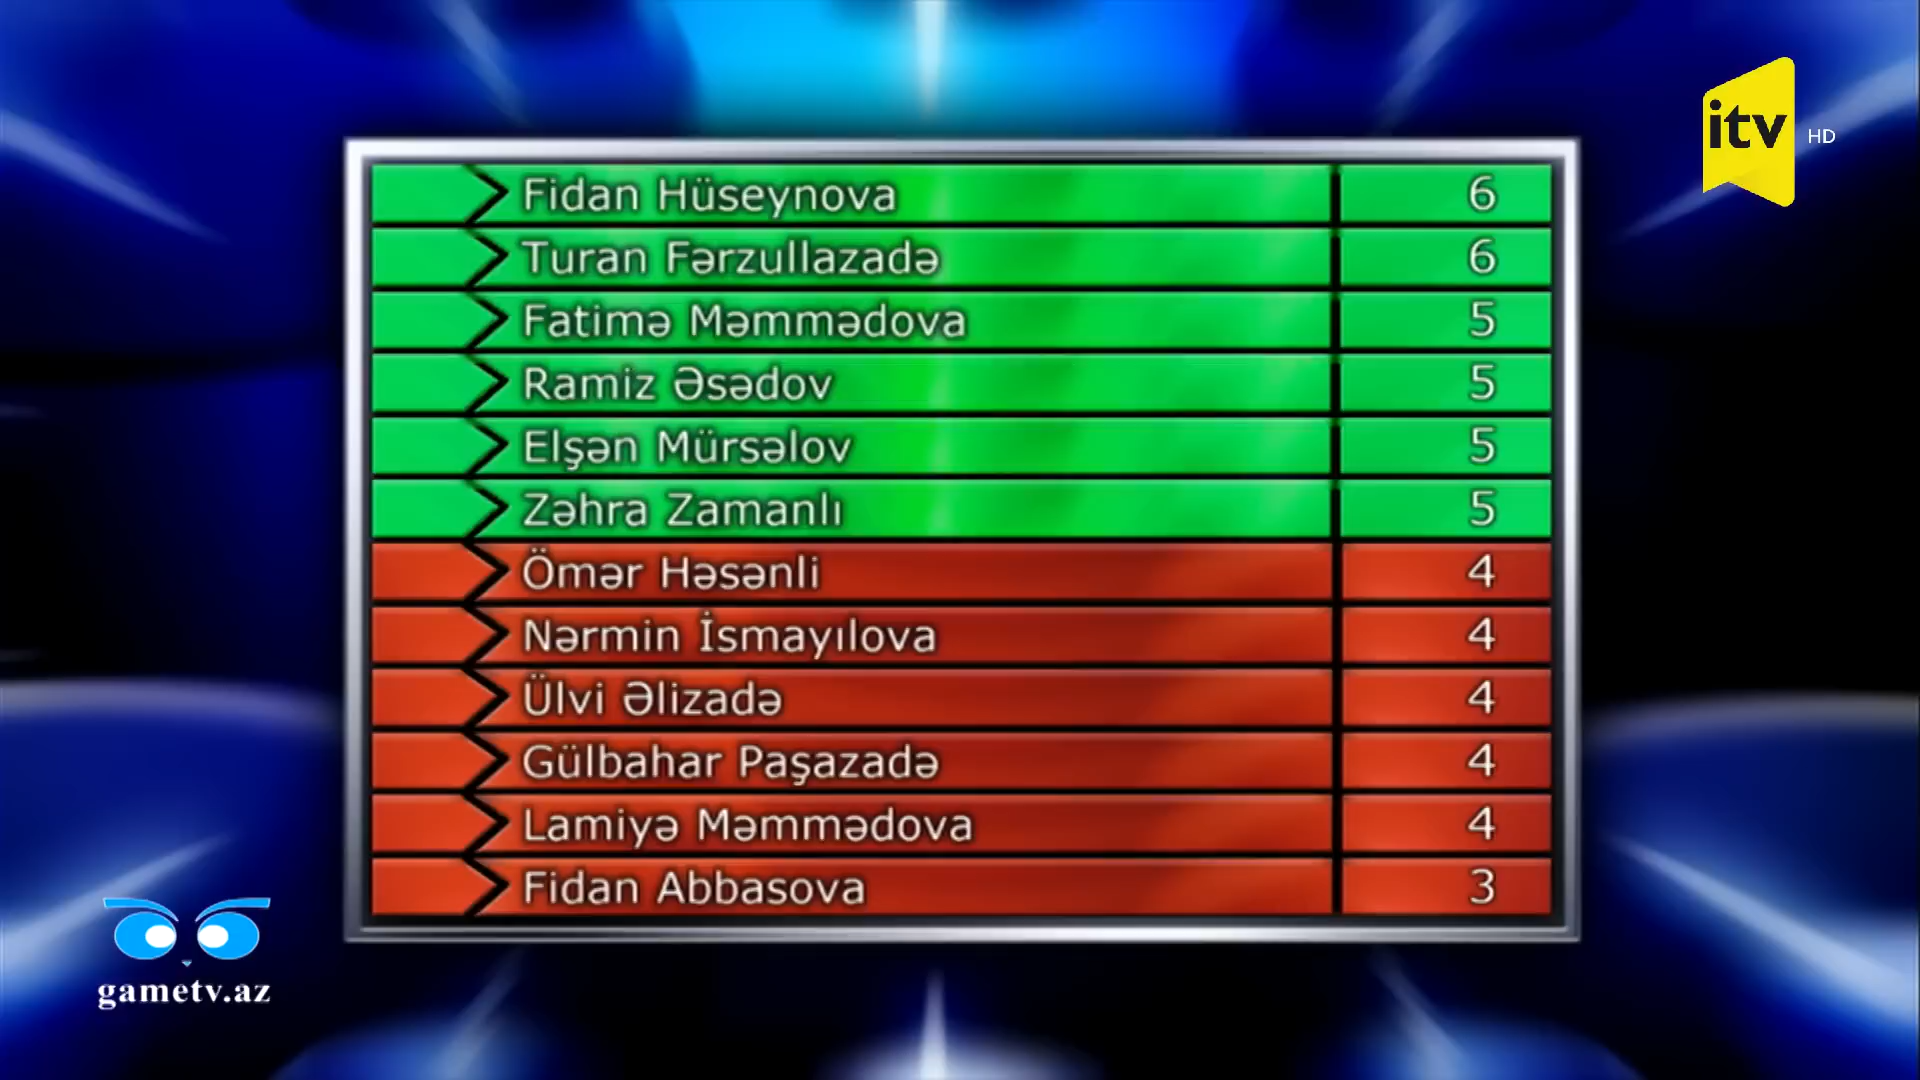 itv HD
Fidan Hüseynova 6
Turan Fərzullazadə 6
Fatimə Məmmədova 5
Ramiz Əsədov 5
Elşən Mürsəlov 5
Zəhra Zamanlı 5
Ömər Həsənli 4
Nərmin İsmayılova 4
Ülvi Əlizadə 4
Gülbahar Paşazadə 4
Lamiyə Məmmədova 4
Fidan Abbasova 3
gametv.az